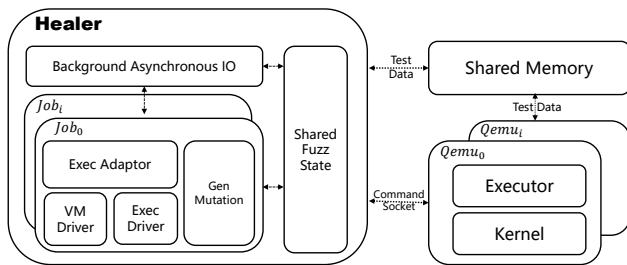 Healer
Background Asynchronous IO
Job_i
Job_0
Exec Adaptor
VM
Driver
Exec
Driver
Gen
Mutation
Shared
Fuzz
State
Test
Data
Shared Memory
Test Data
Qemu_i
Qemu_0
Command
Socket
Executor
Kernel